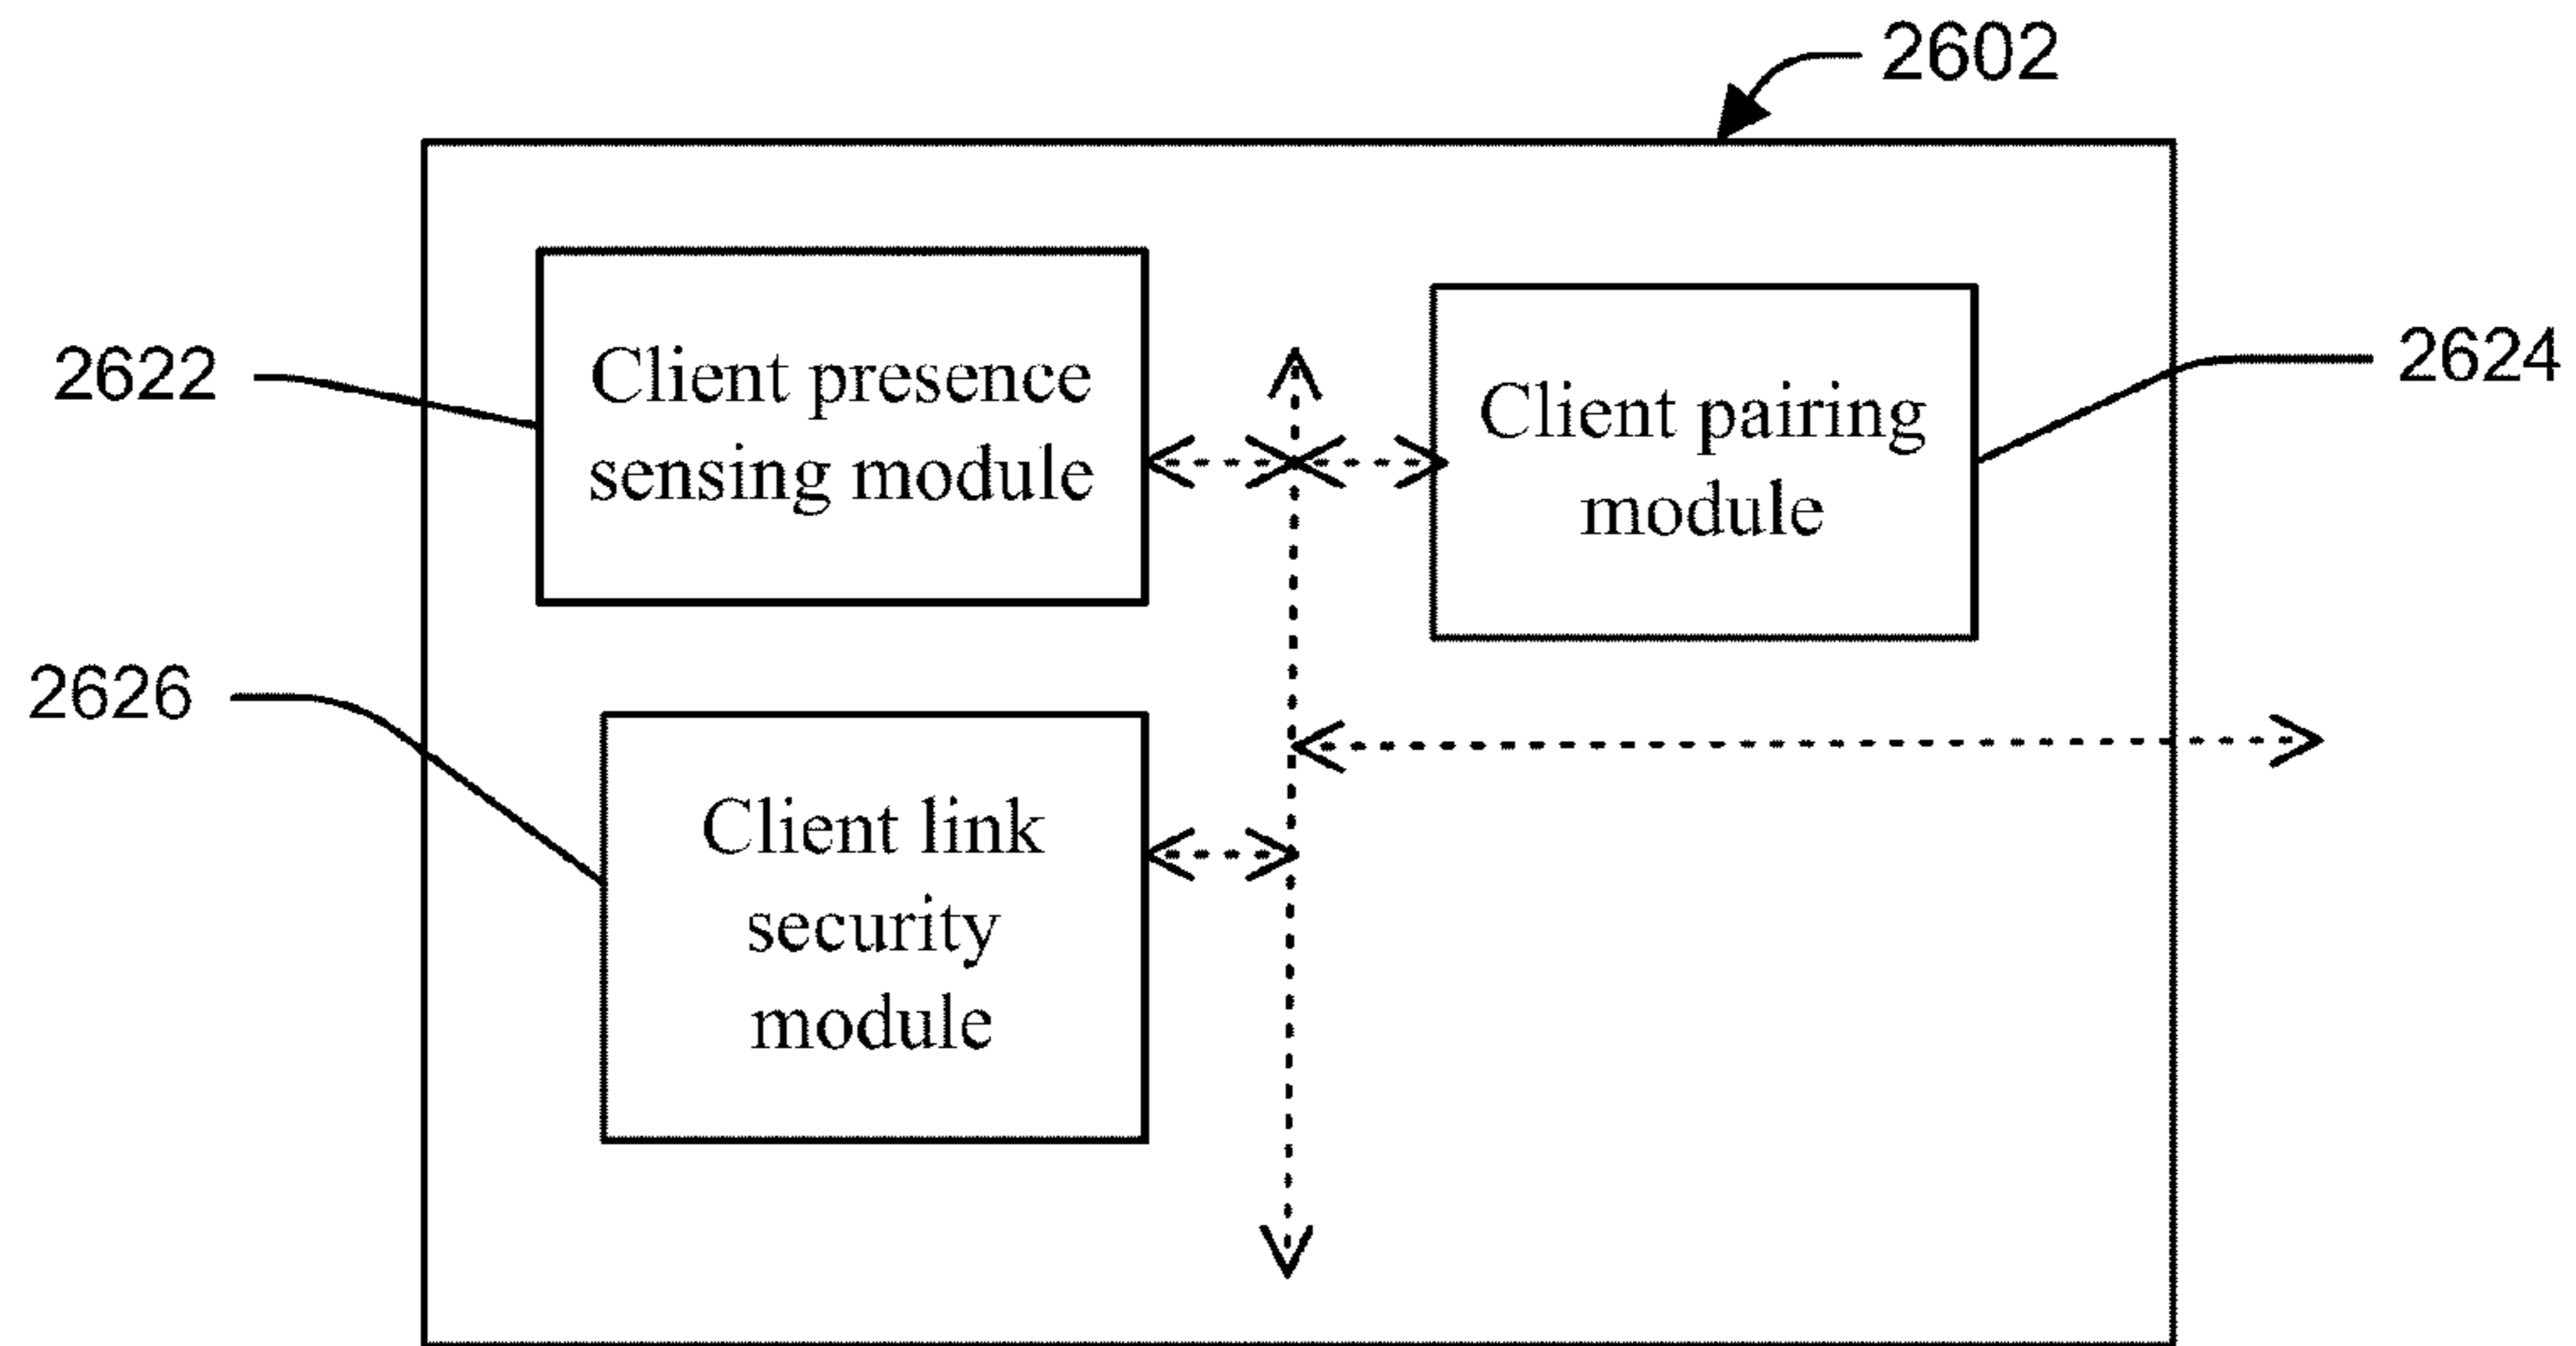 2602
2622
Client presence
sensing module
Client pairing
module
2624
2626
Client link
security
module